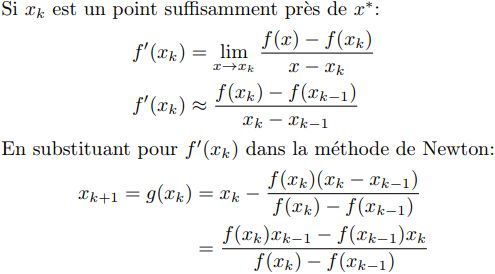 Si $x_k$ est un point suffisamment près de $x^*$:
$f'(x_k) = \lim_{x \to x_k} \frac{f(x) - f(x_k)}{x - x_k}$
$f'(x_k) \approx \frac{f(x_k) - f(x_{k-1})}{x_k - x_{k-1}}$
En substituant pour $f'(x_k)$ dans la méthode de Newton:
$x_{k+1} = g(x_k) = x_k - \frac{f(x_k)(x_k - x_{k-1})}{f(x_k) - f(x_{k-1})}$
$= \frac{f(x_k)x_{k-1} - f(x_{k-1})x_k}{f(x_k) - f(x_{k-1})}$